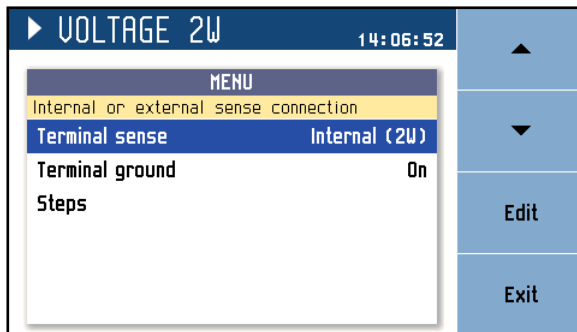 VOLTAGE 2W
14:06:52
MENU
Internal or external sense connection
Terminal sense Internal (2W)
Terminal ground On
Steps
Edit
Exit